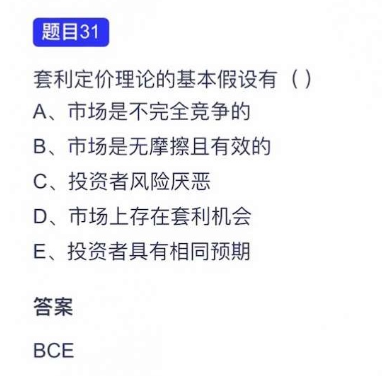 题目31
套利定价理论的基本假设有（）
A、市场是不完全竞争的
B、市场是无摩擦且有效的
C、投资者风险厌恶
D、市场上存在套利机会
E、投资者具有相同预期
答案
BCE